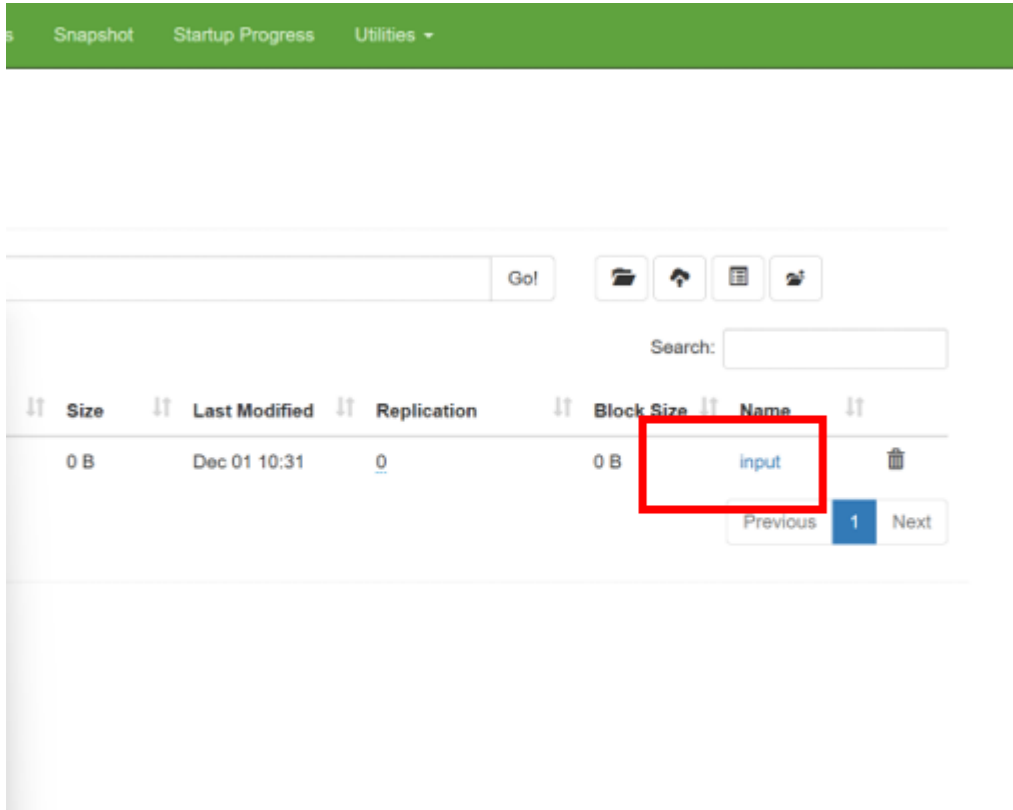 s Snapshot Startup Progress Utilities
Go!
Search:
Size Last Modified Replication Block Size Name
0 B Dec 01 10:31 0 0 B input
Previous 1 Next